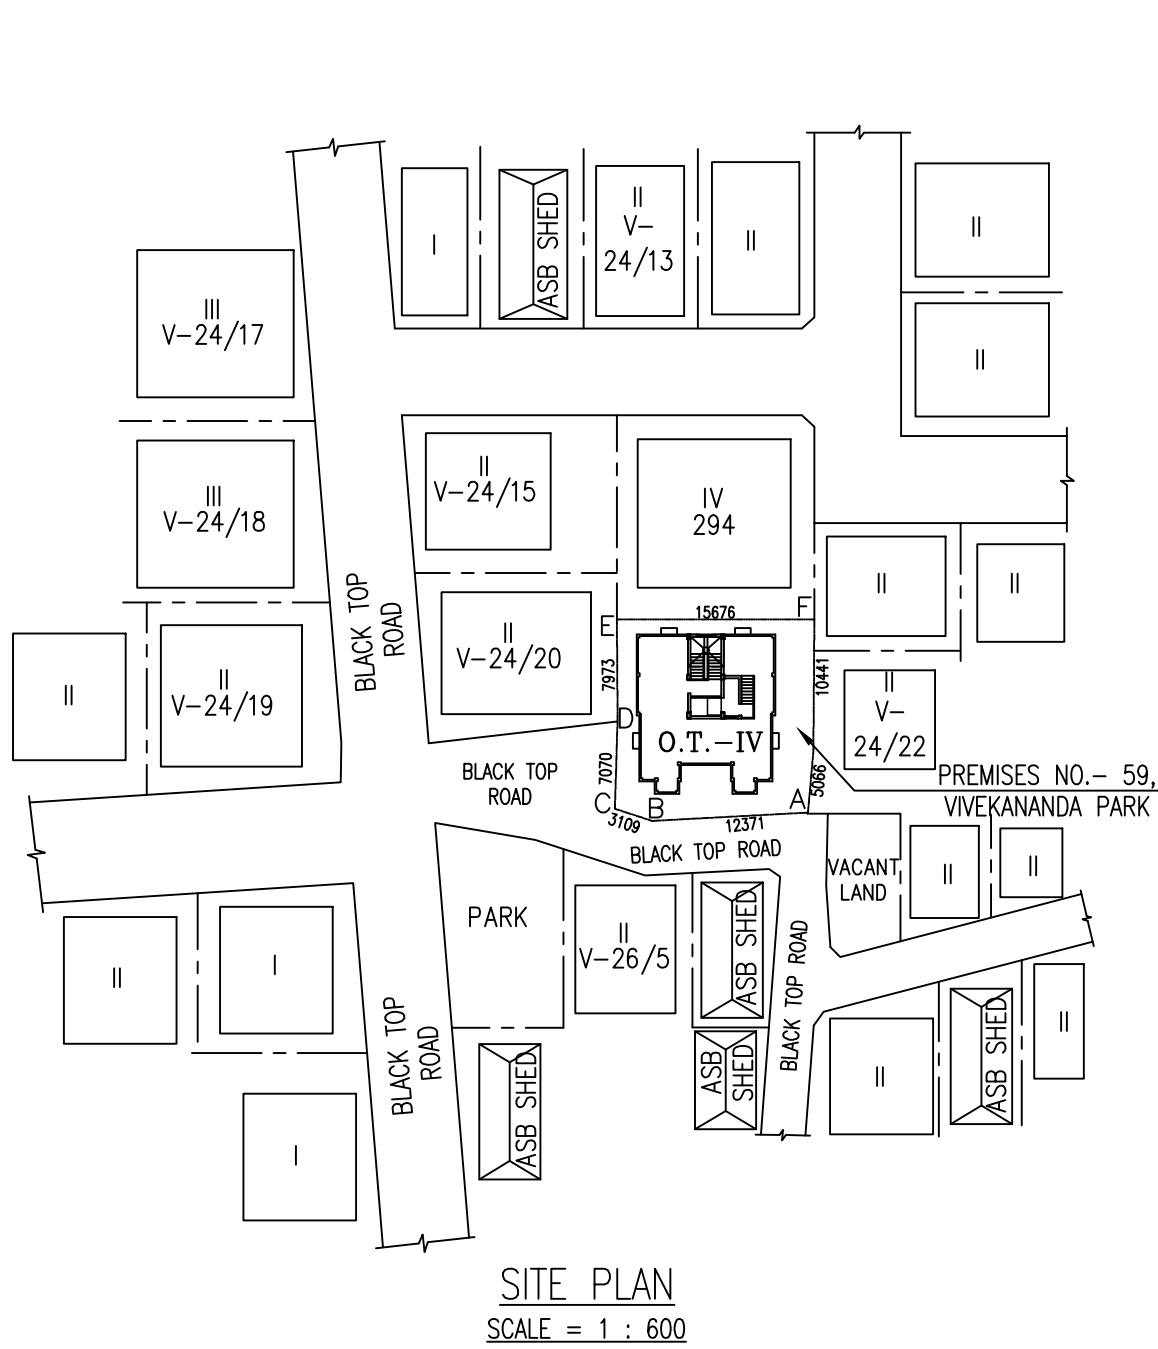 I
ASB SHED
II
V-
24/13
II
II
II
III
V-24/17
III
V-24/18
II
V-24/15
IV
294
II
II
BLACK TOP
ROAD
II
V-24/20
E
15676
F
7973
10441
D
7070
O.T.-IV
C
B
A
3109
12371
5066
II
II
V-24/19
II
V-
24/22
BLACK TOP
ROAD
PREMISES NO.- 59,
VIVEKANANDA PARK
BLACK TOP ROAD
VACANT
LAND
II
II
PARK
II
V-26/5
ASB SHED
BLACK TOP ROAD
II
I
BLACK TOP
ROAD
ASB SHED
ASB
SHED
II
ASB SHED
II
I
SITE PLAN
SCALE = 1 : 600